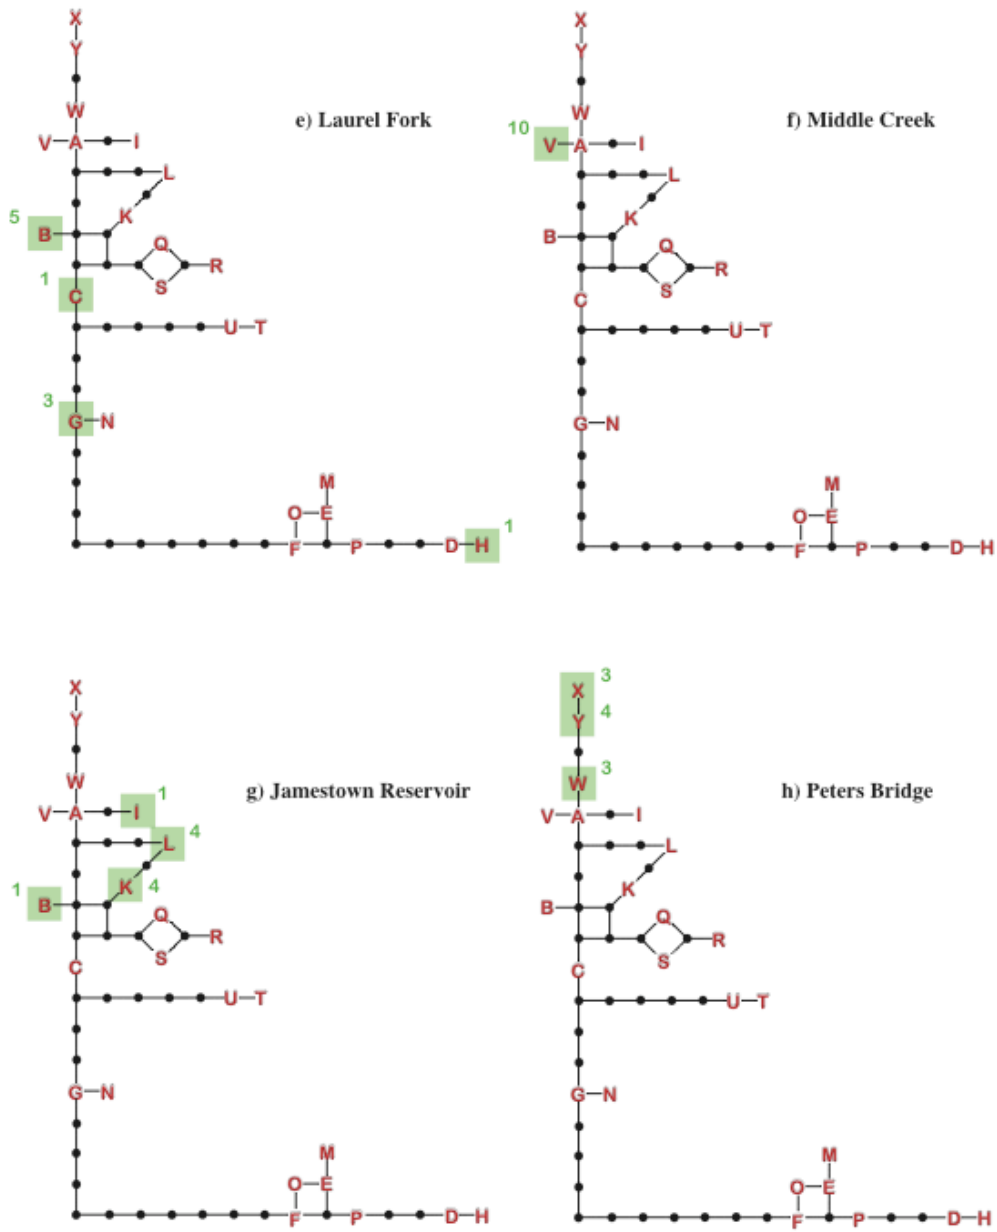 X
Y
W
e) Laurel Fork
V A I
L
5
K
B
Q
R
1
S
C
U T
3
G N
M
O E
1
F P D H
X
Y
W
f) Middle Creek
10
V A I
L
K
B
Q
R
S
C
U T
G N
M
O E
F P D H
X
Y
W
1
g) Jamestown Reservoir
V A I
4
L
1
K 4
B
Q
R
S
C
U T
G N
M
O E
F P D H
3
X
4
Y
3
W
h) Peters Bridge
V A I
L
K
B
Q
R
S
C
U T
G N
M
O E
F P D H